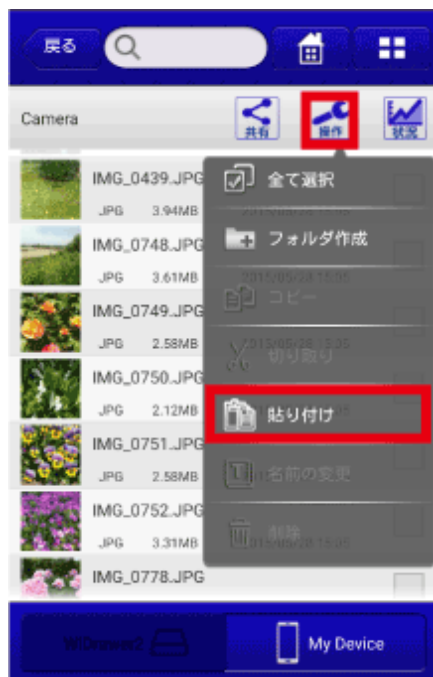 戻る
Camera
共有
操作
状況
IMG_0439.JPG
JPG 3.94MB
全て選択
IMG_0748.JPG
JPG 3.61MB
フォルダ作成
IMG_0749.JPG
JPG 2.58MB
コピー
IMG_0750.JPG
JPG 2.12MB
切り取り
IMG_0751.JPG
JPG 2.58MB
貼り付け
IMG_0752.JPG
JPG 3.31MB
名前の変更
IMG_0778.JPG
削除
WiDrawer2
My Device